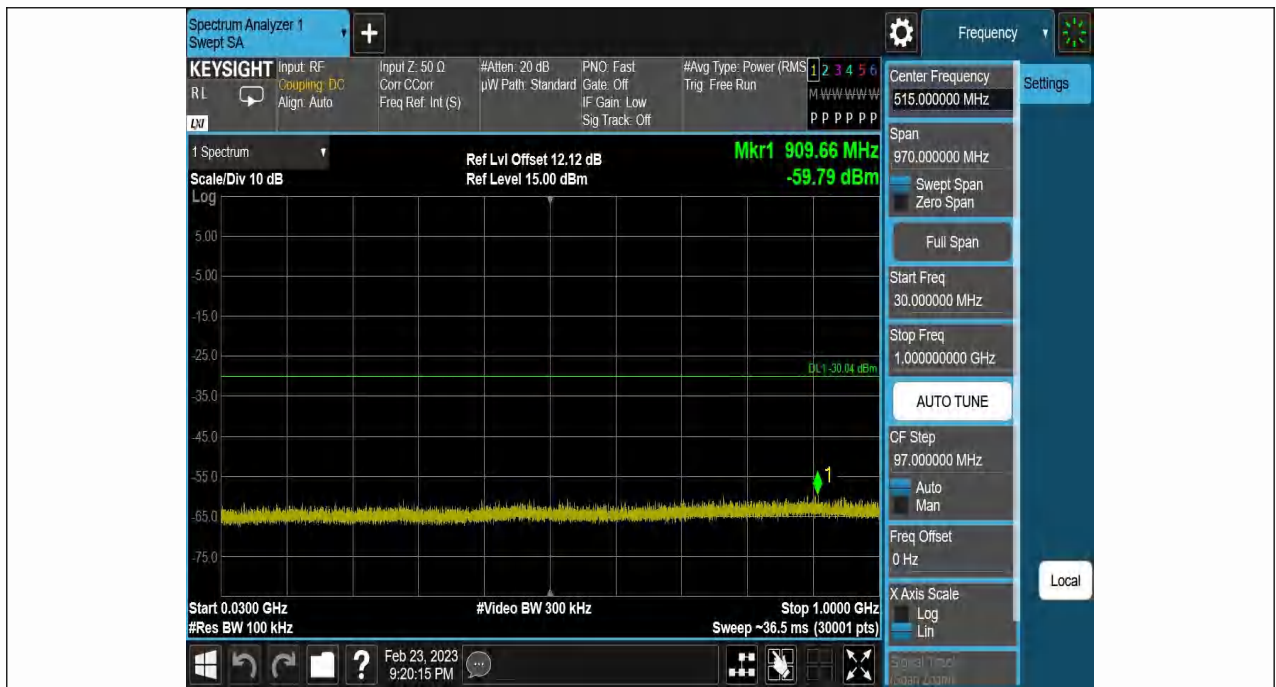 Spectrum Analyzer 1
Swept SA
+
Frequency
KEYSIGHT
RL
LXI
Input: RF
Coupling: DC
Align: Auto
Input Z: 50 Ω
Corr CCorr
Freq Ref: Int (S)
#Atten: 20 dB
µW Path: Standard
PNO: Fast
Gate: Off
IF Gain: Low
Sig Track: Off
#Avg Type: Power (RMS
Trig: Free Run
1 2 3 4 5 6
M W W W W W
P P P P P P
1 Spectrum
Scale/Div 10 dB
Ref Lvl Offset 12.12 dB
Ref Level 15.00 dBm
Mkr1 909.66 MHz
-59.79 dBm
Log
5.00
-5.00
-15.0
-25.0
-35.0
-45.0
-55.0
-65.0
-75.0
DL1 -30.04 dBm
1
Start 0.0300 GHz
#Res BW 100 kHz
#Video BW 300 kHz
Stop 1.0000 GHz
Sweep ~36.5 ms (30001 pts)
Center Frequency
515.000000 MHz
Settings
Span
970.000000 MHz
Swept Span
Zero Span
Full Span
Start Freq
30.000000 MHz
Stop Freq
1.000000000 GHz
AUTO TUNE
CF Step
97.000000 MHz
Auto
Man
Freq Offset
0 Hz
X Axis Scale
Log
Lin
Signal Track
(Span Zoom)
Local
?
Feb 23, 2023
9:20:15 PM